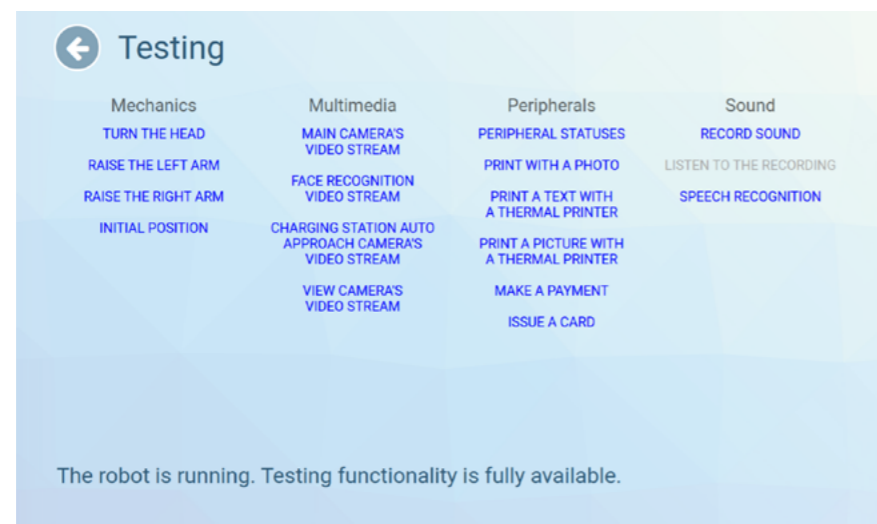 Testing
Mechanics
TURN THE HEAD
RAISE THE LEFT ARM
RAISE THE RIGHT ARM
INITIAL POSITION
Multimedia
MAIN CAMERA'S
VIDEO STREAM
FACE RECOGNITION
VIDEO STREAM
CHARGING STATION AUTO
APPROACH CAMERA'S
VIDEO STREAM
VIEW CAMERA'S
VIDEO STREAM
Peripherals
PERIPHERAL STATUSES
PRINT WITH A PHOTO
PRINT A TEXT WITH
A THERMAL PRINTER
PRINT A PICTURE WITH
A THERMAL PRINTER
MAKE A PAYMENT
ISSUE A CARD
Sound
RECORD SOUND
LISTEN TO THE RECORDING
SPEECH RECOGNITION
The robot is running. Testing functionality is fully available.